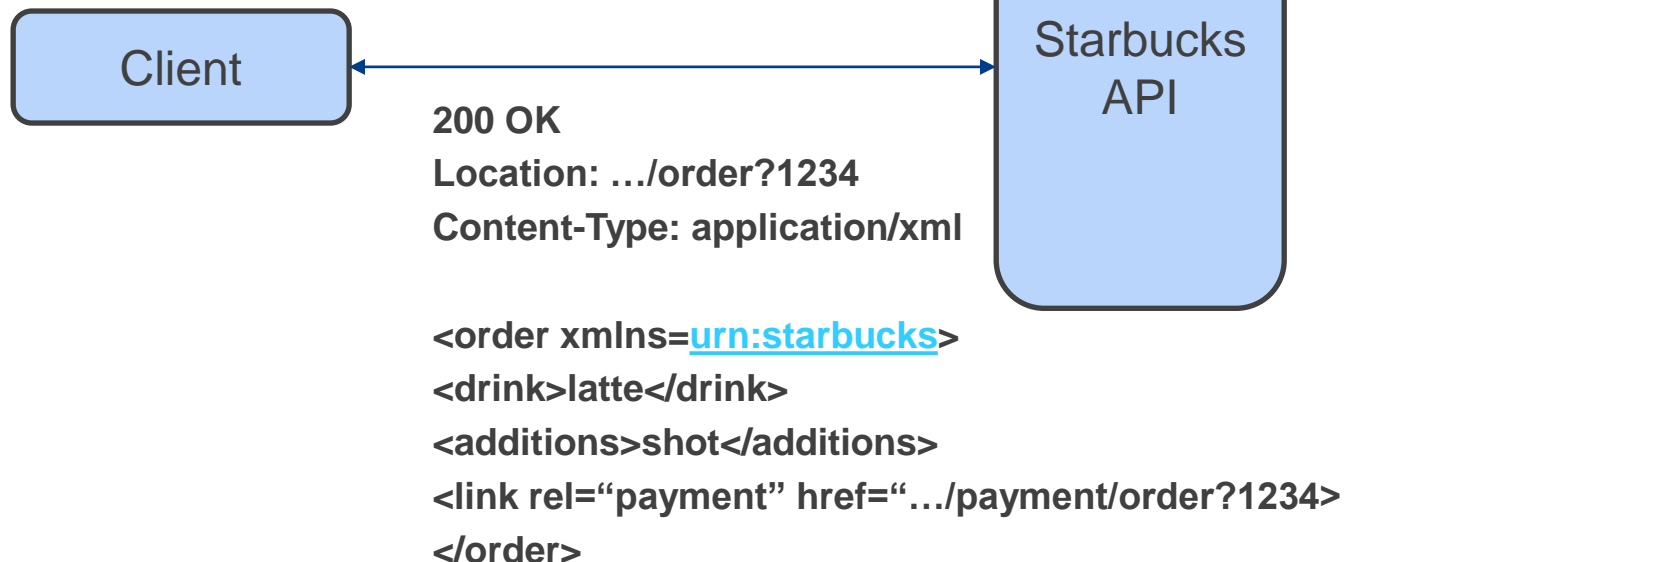 Client
Starbucks
API
200 OK
Location: …/order?1234
Content-Type: application/xml
<order xmlns=urn:starbucks>
<drink>latte</drink>
<additions>shot</additions>
<link rel=“payment” href=“…/payment/order?1234>
</order>